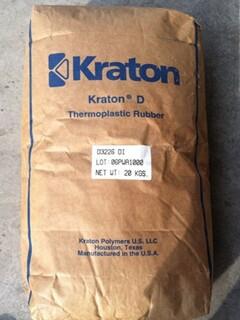 Kraton
Kraton® D
Thermoplastic Rubber
D3226 DI
LOT: 06PWA1000
NET WT: 20 KGS.
Kraton Polymers U.S. LLC
Houston, Texas
Manufactured in the U.S.A.